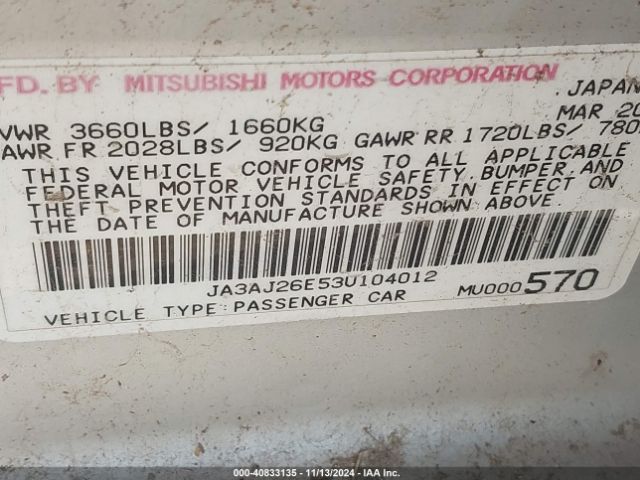 FD. BY MITSUBISHI MOTORS CORPORATION
JAPAN
MAR 20
VWR 3660LBS/ 1660KG
AWR FR 2028LBS/ 920KG GAWR RR 1720LBS/ 780
THIS VEHICLE CONFORMS TO ALL APPLICABLE
FEDERAL MOTOR VEHICLE SAFETY, BUMPER, AND
THEFT PREVENTION STANDARDS IN EFFECT ON
THE DATE OF MANUFACTURE SHOWN ABOVE.
JA3AJ26E53U104012
VEHICLE TYPE: PASSENGER CAR MU000570
000-40833135 - 11/13/2024 - IAA Inc.